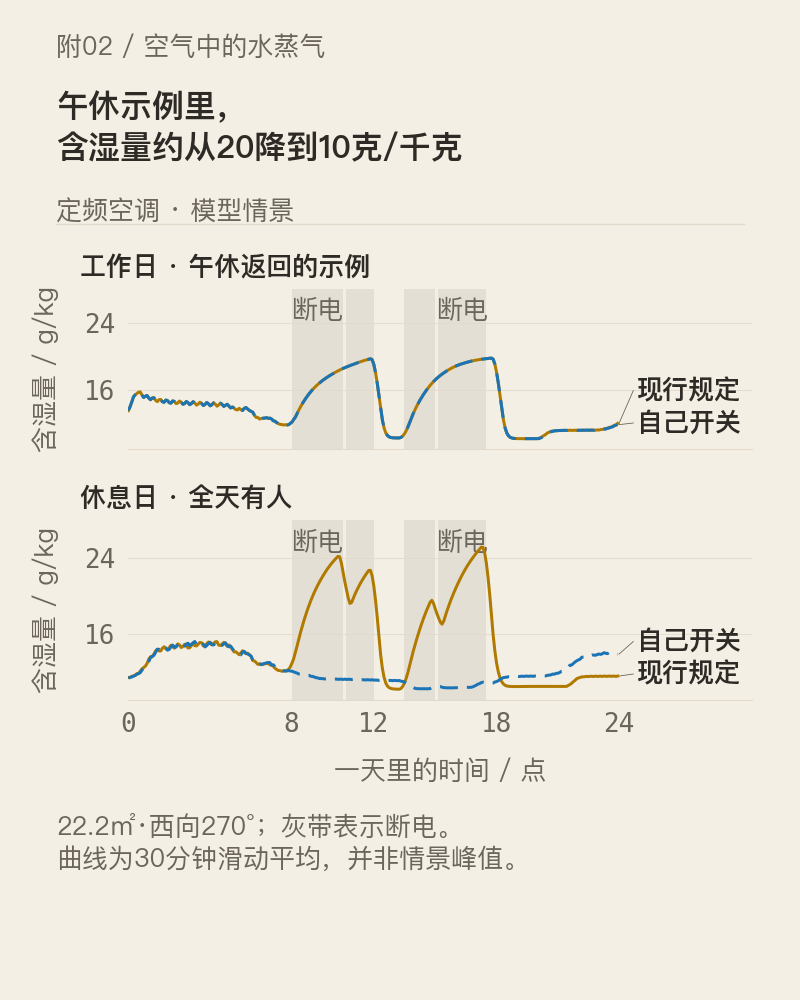 附02 / 空气中的水蒸气
午休示例里，
含湿量约从20降到10克/千克
定频空调 · 模型情景
工作日 · 午休返回的示例
含湿量 / g/kg
24
16
断电
断电
现行规定
自己开关
休息日 · 全天有人
含湿量 / g/kg
24
16
断电
断电
自己开关
现行规定
0 8 12 18 24
一天里的时间 / 点
22.2㎡·西向270°；灰带表示断电。
曲线为30分钟滑动平均，并非情景峰值。